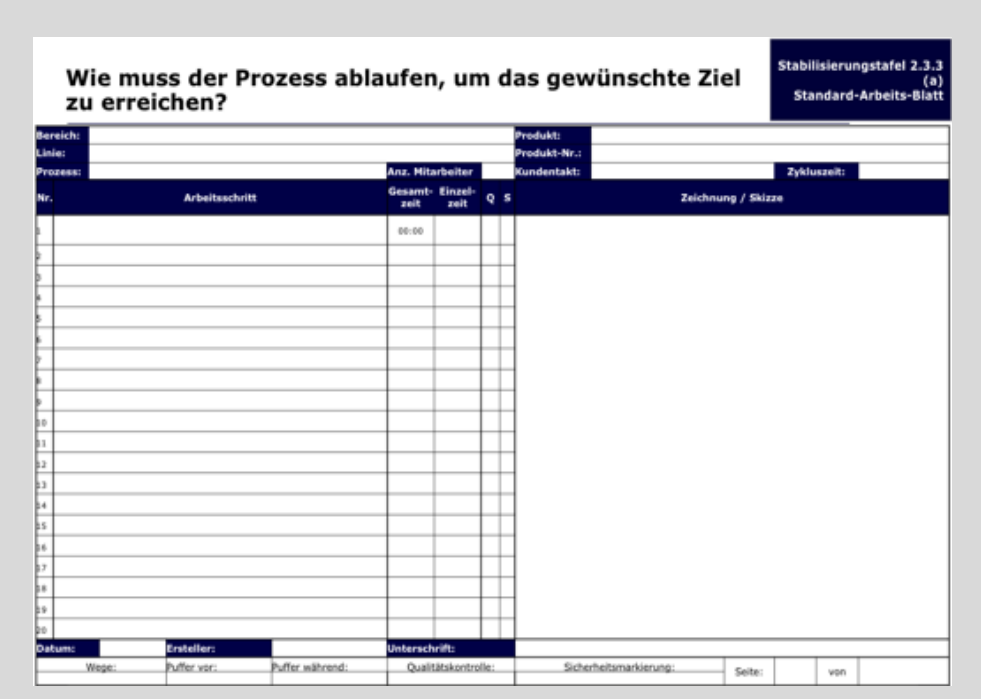 Wie muss der Prozess ablaufen, um das gewünschte Ziel
zu erreichen?
Stabilisierungstafel 2.3.3
(a)
Standard-Arbeits-Blatt
Bereich:
Produkt:
Linie:
Produkt-Nr.:
Prozess:
Anz. Mitarbeiter
Kundentakt:
Zykluszeit:
Nr.
Arbeitsschritt
Gesamt-
zeit
Einzel-
zeit
Q
S
Zeichnung / Skizze
1
00:00
2
3
4
5
6
7
8
9
10
11
12
13
14
15
16
17
18
19
20
Datum:
Ersteller:
Unterschrift:
Wege:
Puffer vor:
Puffer während:
Qualitätskontrolle:
Sicherheitsmarkierung:
Seite:
von